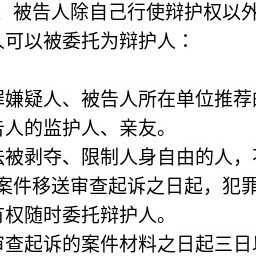 、被告人除自己行使辩护权以外
人可以被委托为辩护人：
罪嫌疑人、被告人所在单位推荐的
告人的监护人、亲友。
法被剥夺、限制人身自由的人，不
案件移送审查起诉之日起，犯罪
有权随时委托辩护人。
审查起诉的案件材料之日起三日以